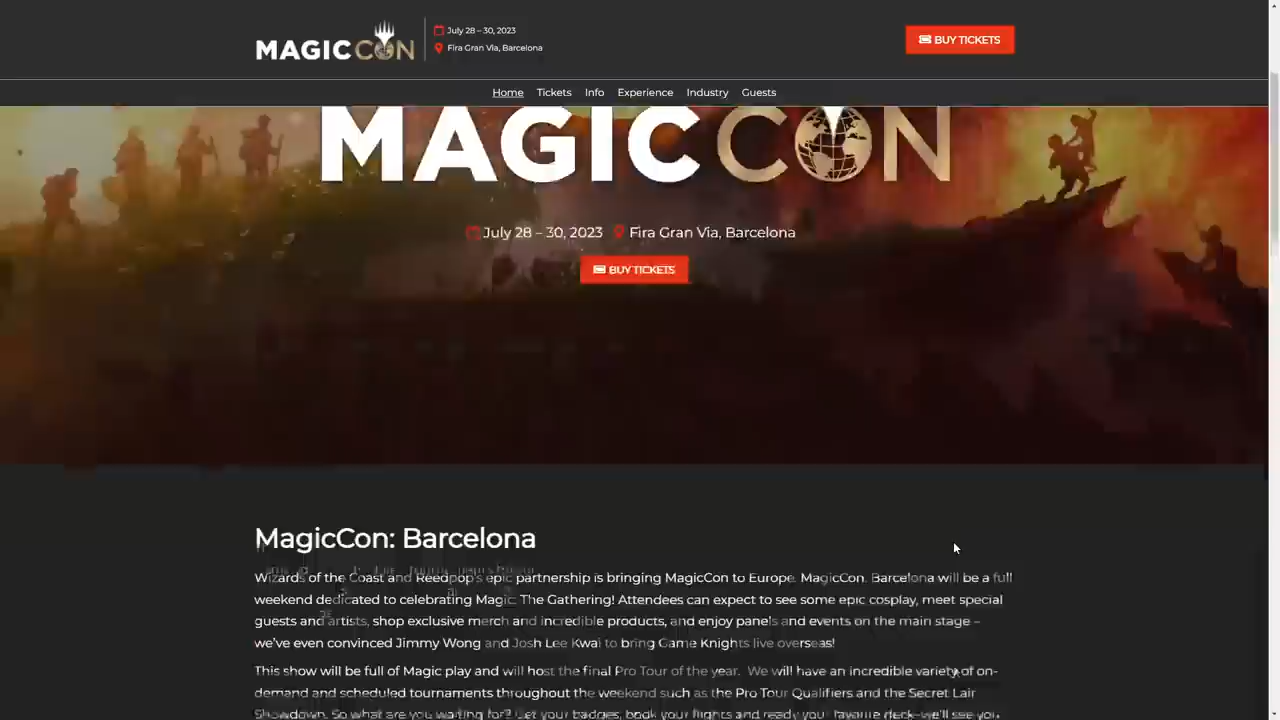 MAGICCON
July 28 – 30, 2023
Fira Gran Via, Barcelona
BUY TICKETS
Home Tickets Info Experience Industry Guests
MAGICCON
July 28 – 30, 2023 Fira Gran Via, Barcelona
BUY TICKETS
MagicCon: Barcelona
Wizards of the Coast and Reedpop's epic partnership is bringing MagicCon to Europe. MagicCon: Barcelona will be a full
weekend dedicated to celebrating Magic: The Gathering! Attendees can expect to see some epic cosplay, meet special
guests and artists, shop exclusive merch and incredible products, and enjoy panels and events on the main stage –
we've even convinced Jimmy Wong and Josh Lee Kwai to bring Game Knights live overseas!
This show will be full of Magic play and will host the final Pro Tour of the year. We will have an incredible variety of on-
demand and scheduled tournaments throughout the weekend such as the Pro Tour Qualifiers and the Secret Lair
Showdown. So what are you waiting for? Get your badges, book your flights and ready your favorite deck – we'll see you